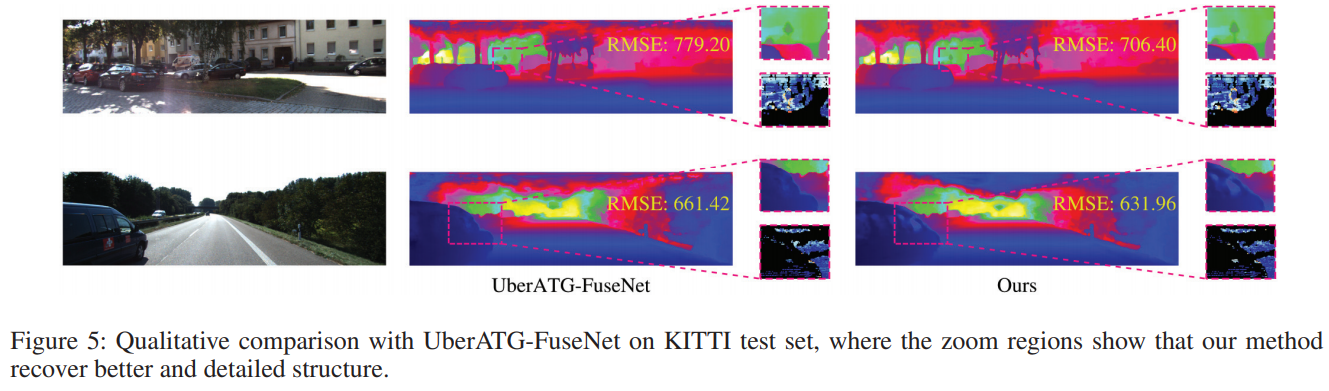 RMSE: 779.20
RMSE: 706.40
RMSE: 661.42
RMSE: 631.96
UberATG-FuseNet
Ours
Figure 5: Qualitative comparison with UberATG-FuseNet on KITTI test set, where the zoom regions show that our method
recover better and detailed structure.